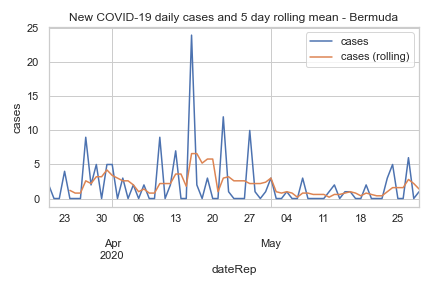 New COVID-19 daily cases and 5 day rolling mean - Bermuda
cases
cases (rolling)
25
20
15
10
5
0
cases
23 30 06 13 20 27 04 11 18 25
Apr May
2020
dateRep